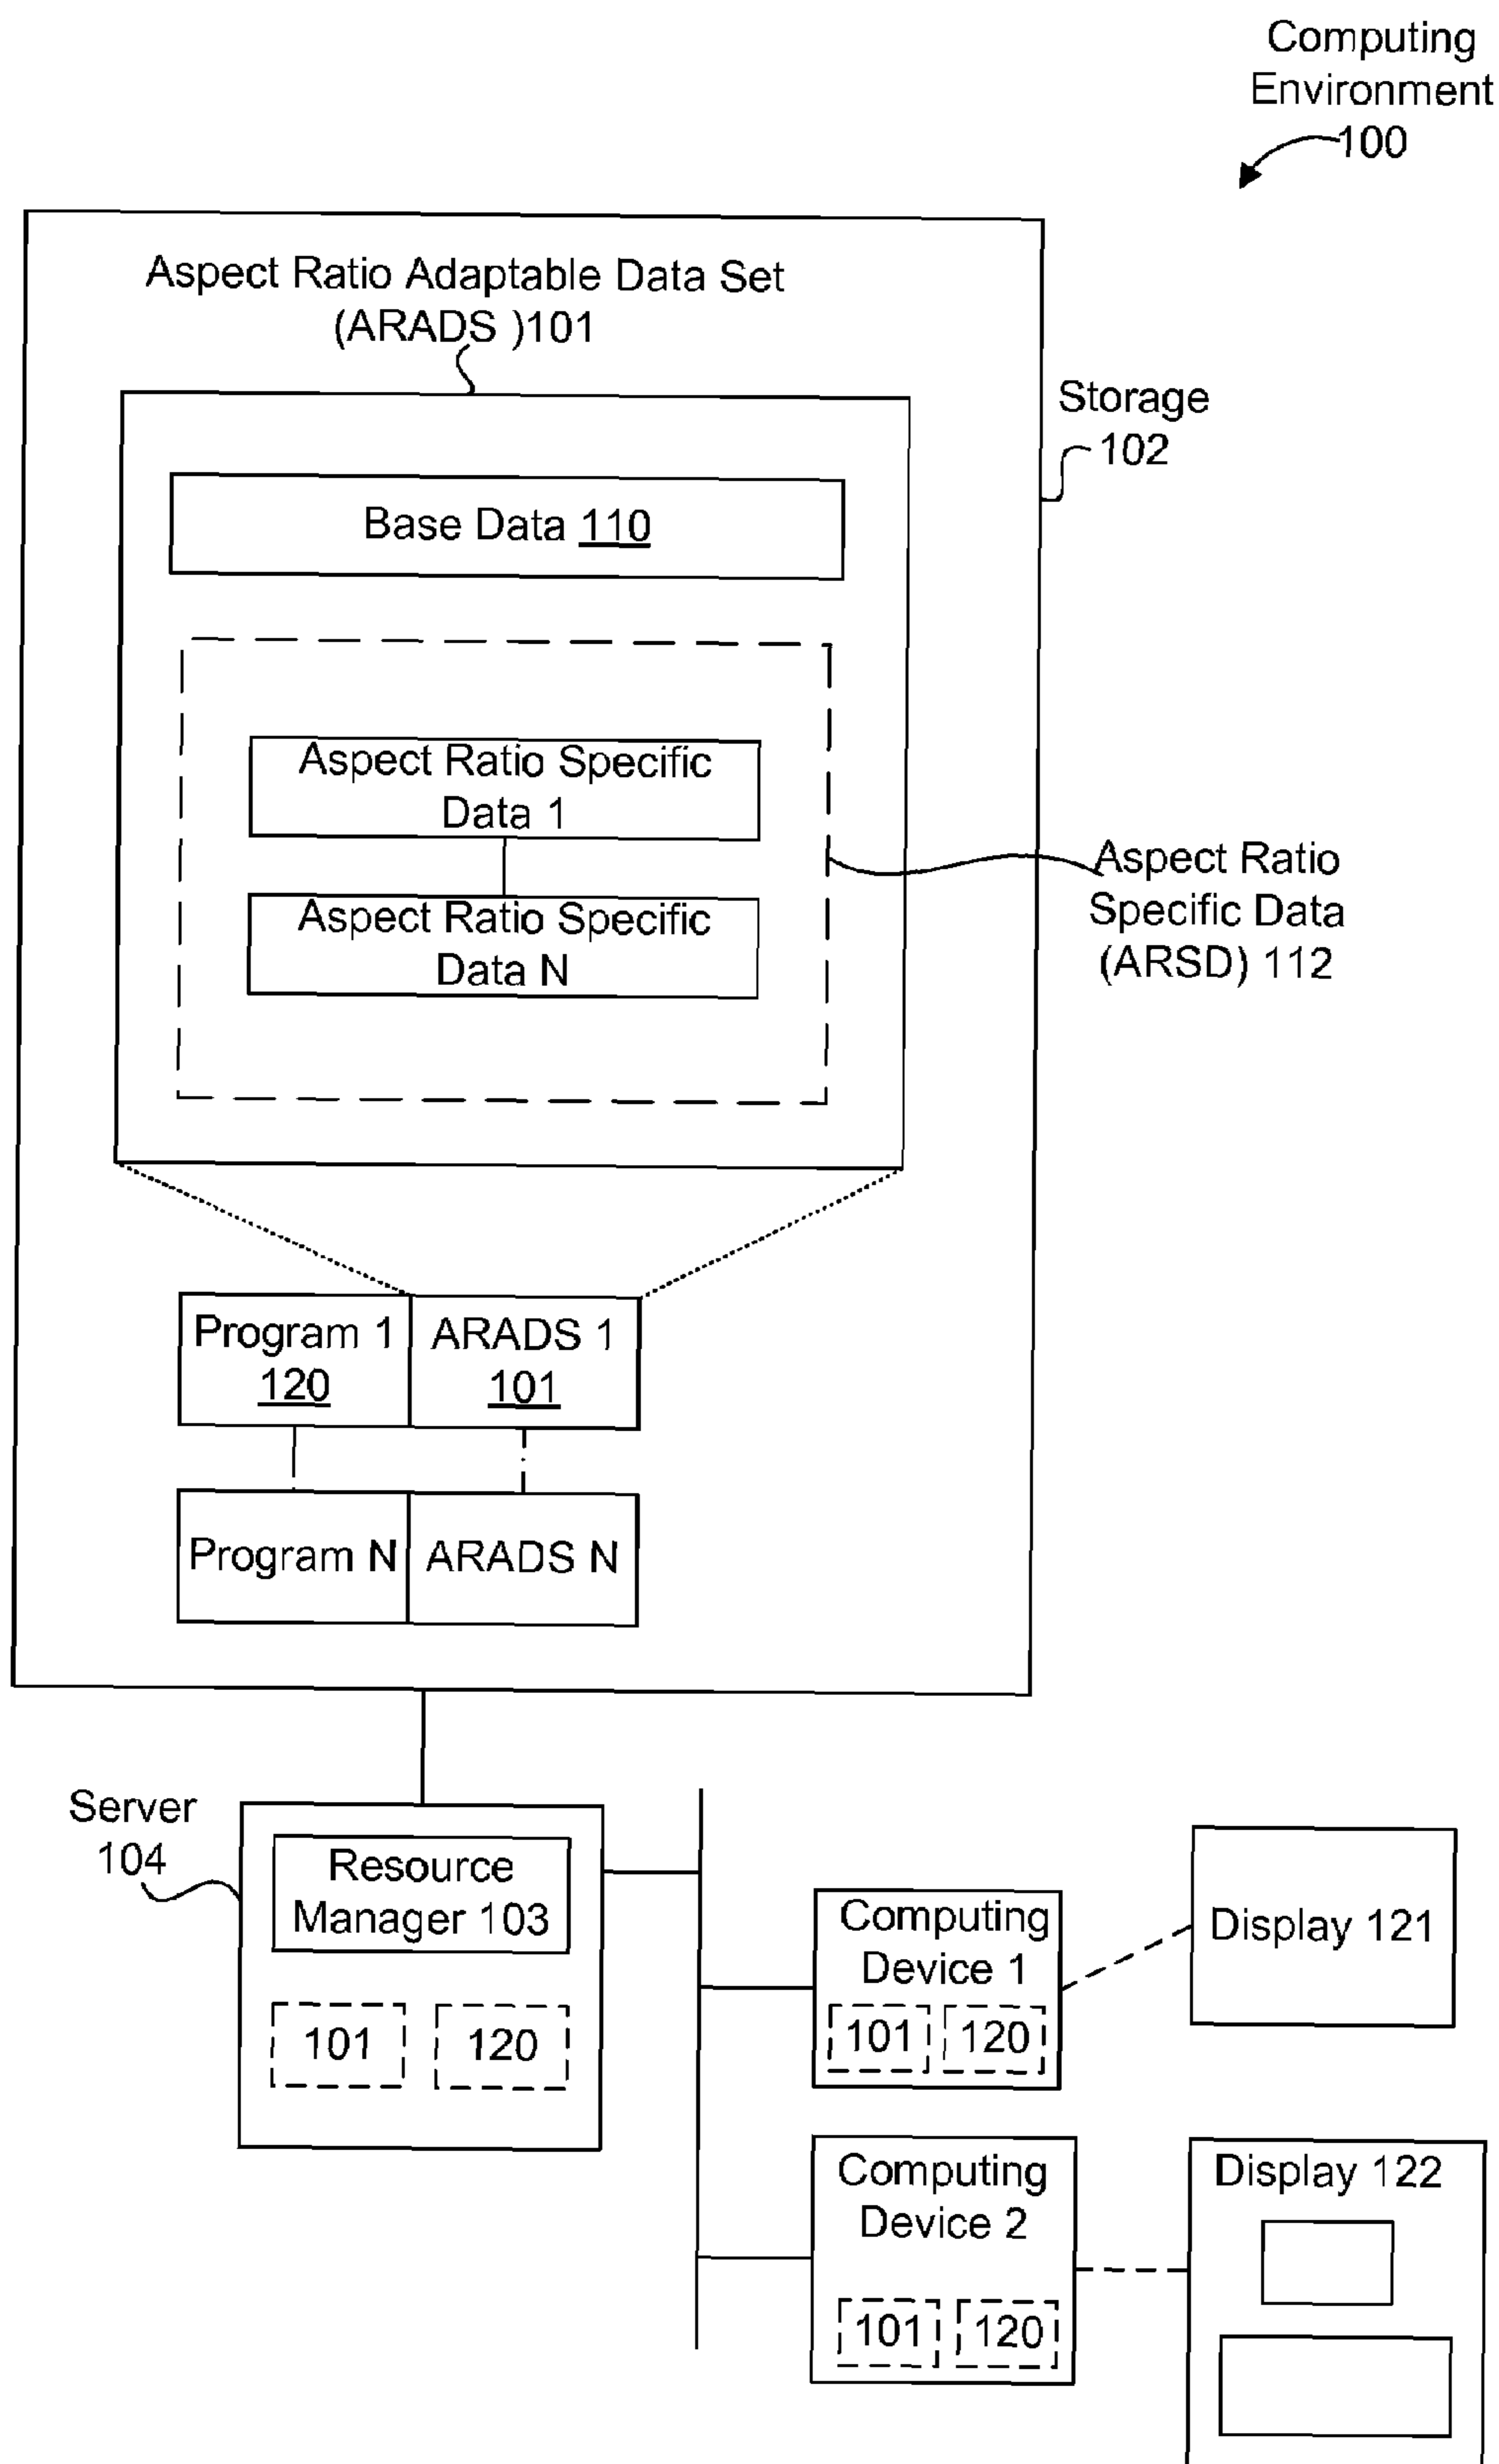 Computing
Environment
100
Aspect Ratio Adaptable Data Set
(ARADS )101
Storage
102
Base Data 110
Aspect Ratio Specific
Data 1
Aspect Ratio Specific
Data N
Aspect Ratio
Specific Data
(ARSD) 112
Program 1
120
ARADS 1
101
Program N
ARADS N
Server
104
Resource
Manager 103
101
120
Computing
Device 1
101
120
Display 121
Computing
Device 2
101
120
Display 122